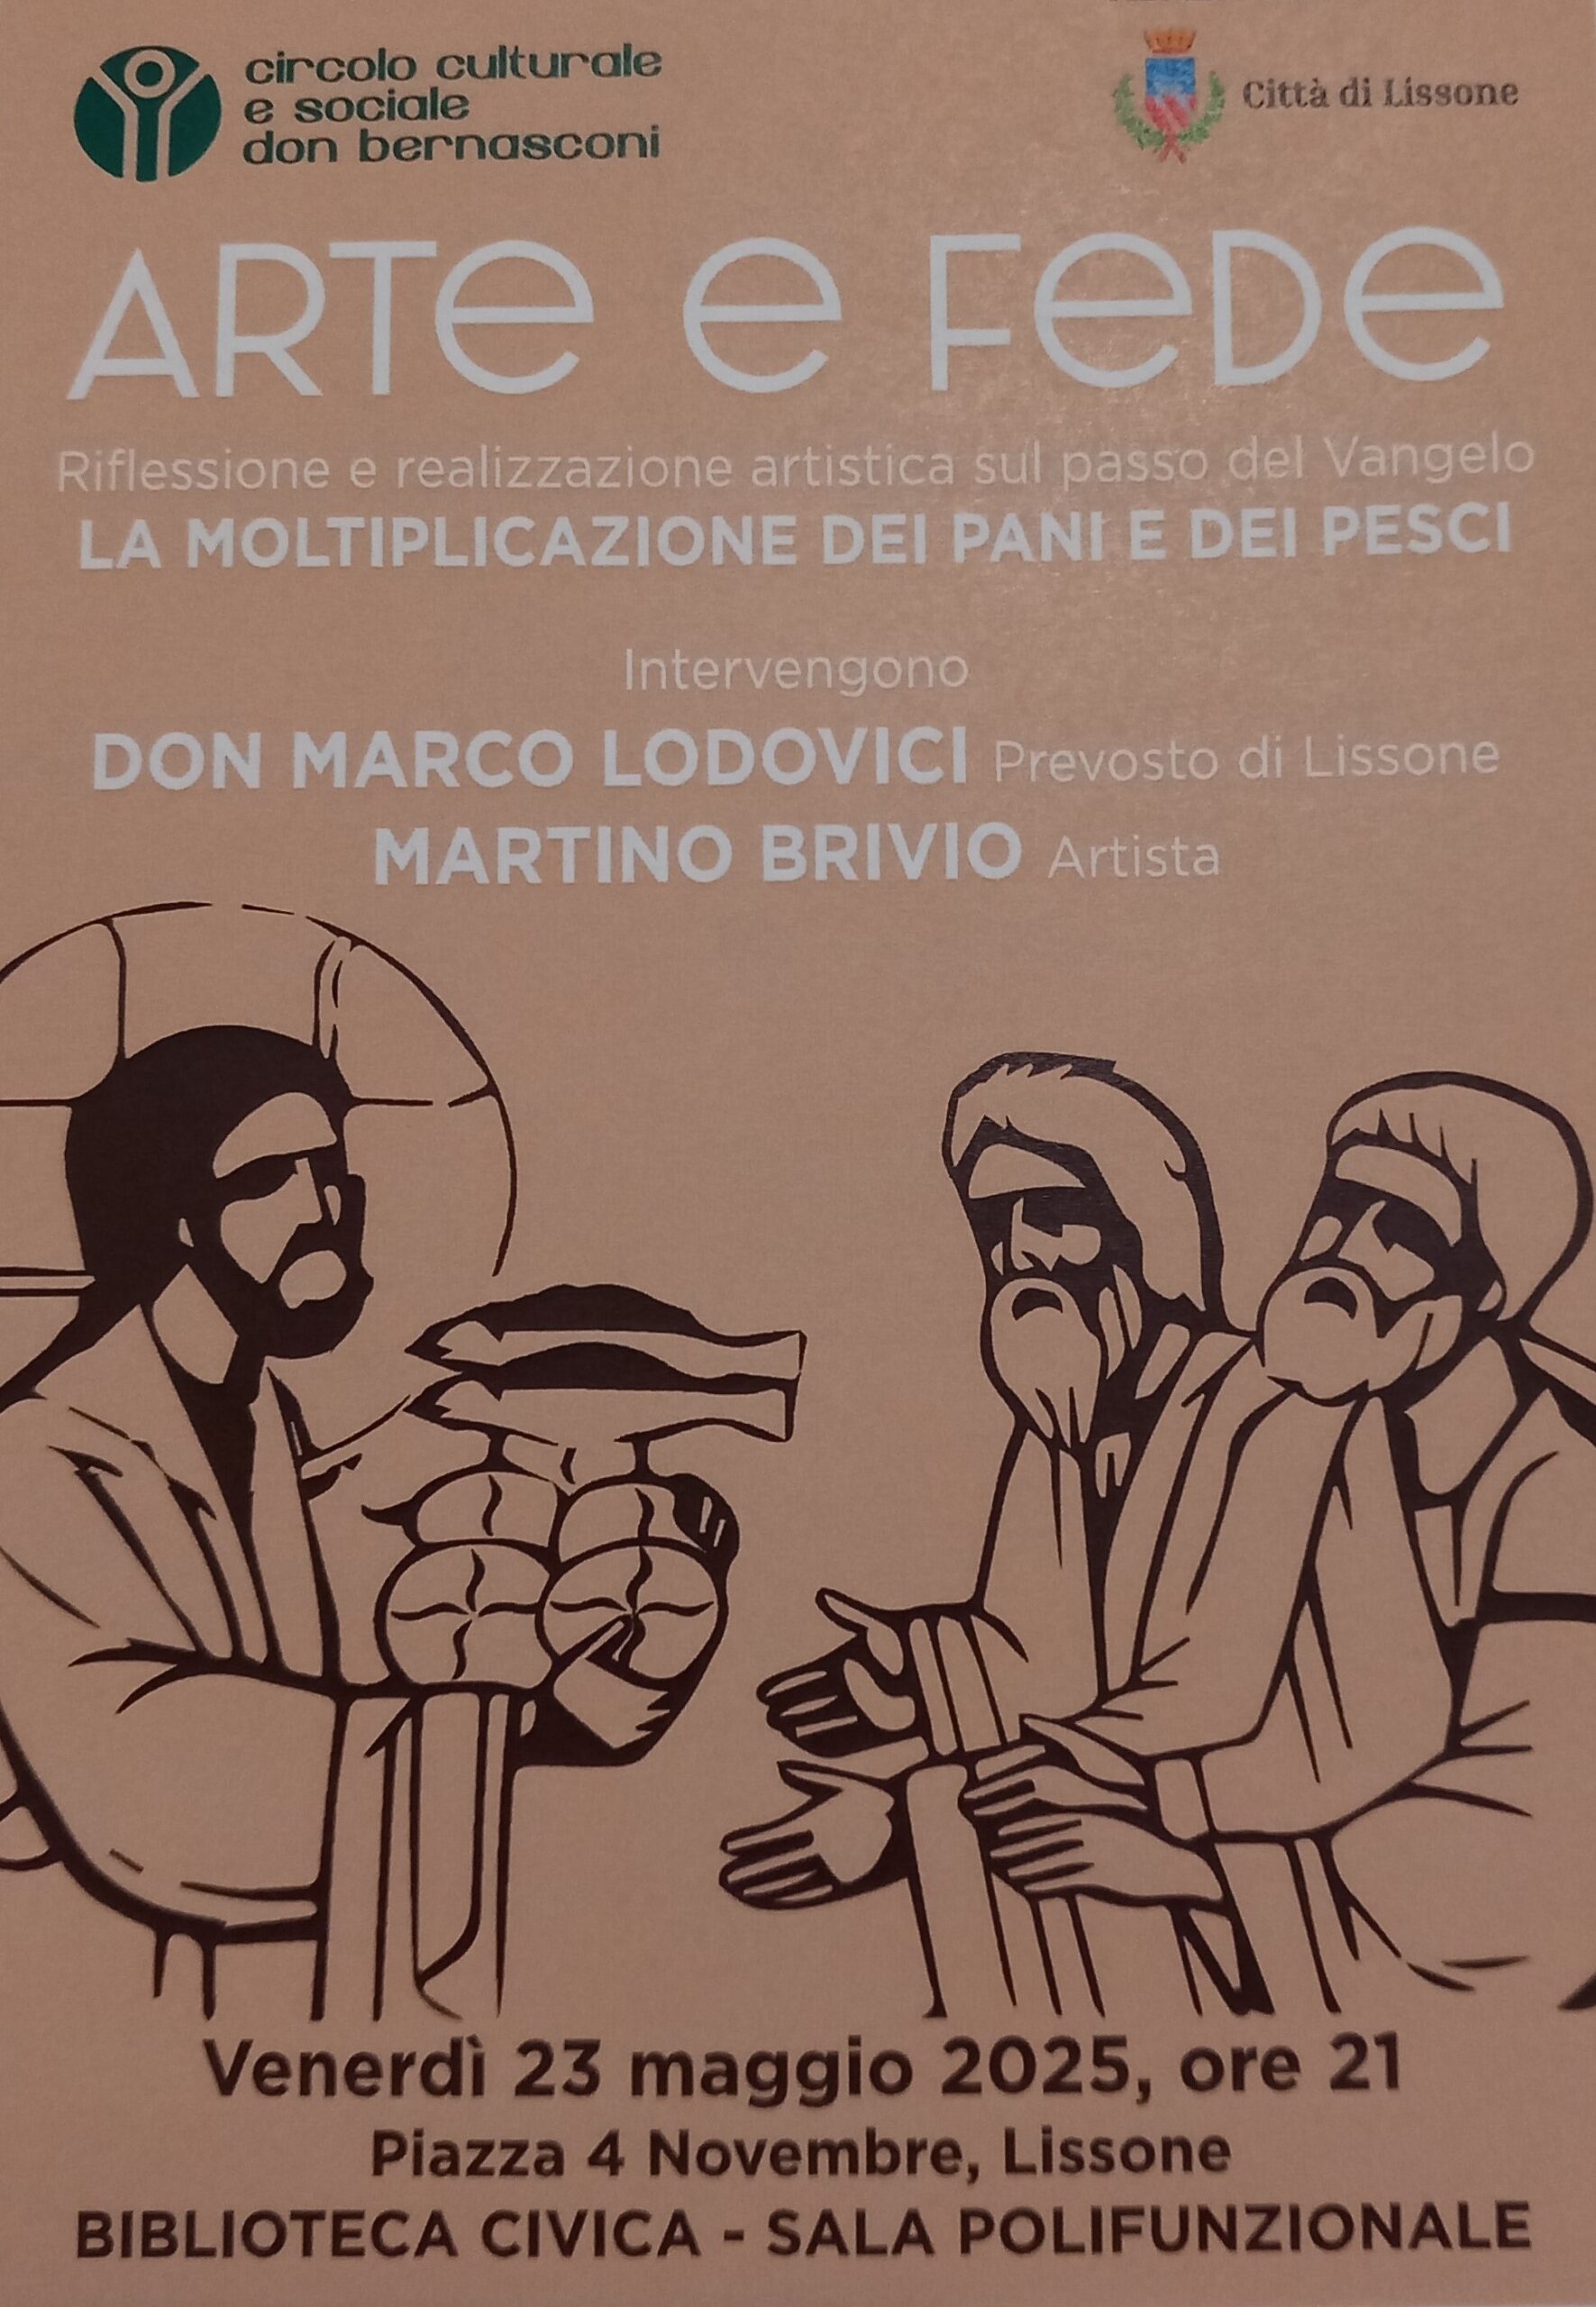 circolo culturale
e sociale
don bernasconi
Città di Lissone
ARTe e FeDe
Riflessione e realizzazione artistica sul passo del Vangelo
LA MOLTIPLICAZIONE DEI PANI E DEI PESCI
Intervengono
DON MARCO LODOVICI Prevosto di Lissone
MARTINO BRIVIO Artista
Venerdì 23 maggio 2025, ore 21
Piazza 4 Novembre, Lissone
BIBLIOTECA CIVICA - SALA POLIFUNZIONALE